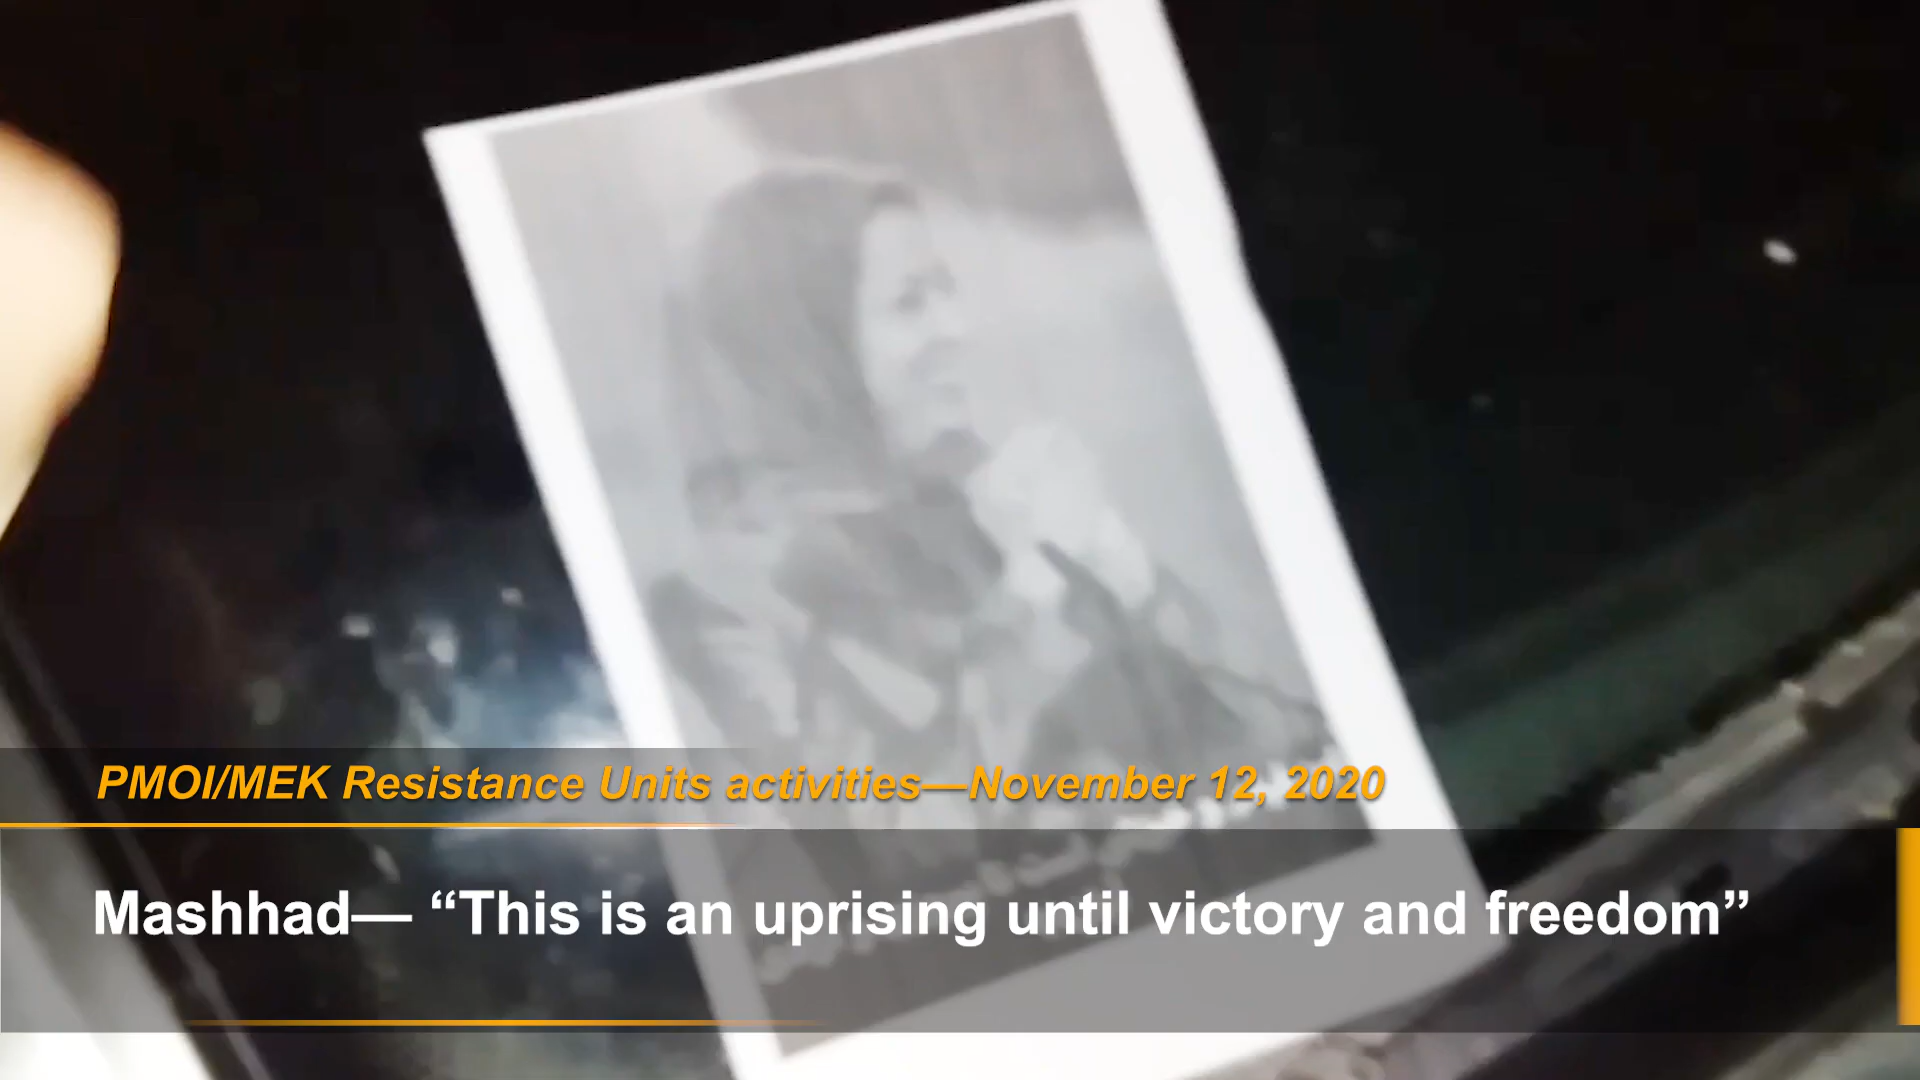 PMOI/MEK Resistance Units activities—November 12, 2020
Mashhad— “This is an uprising until victory and freedom”